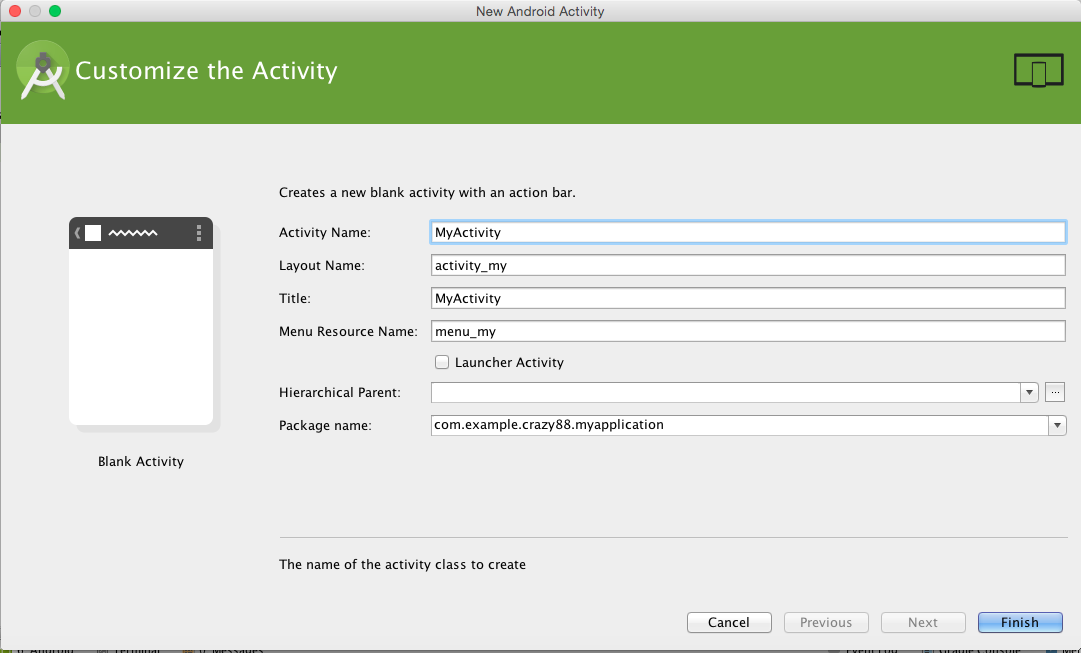 New Android Activity
Customize the Activity
Creates a new blank activity with an action bar.
Activity Name: MyActivity
Layout Name: activity_my
Title: MyActivity
Menu Resource Name: menu_my
Launcher Activity
Hierarchical Parent: ...
Package name: com.example.crazy88.myapplication
Blank Activity
The name of the activity class to create
Cancel Previous Next Finish